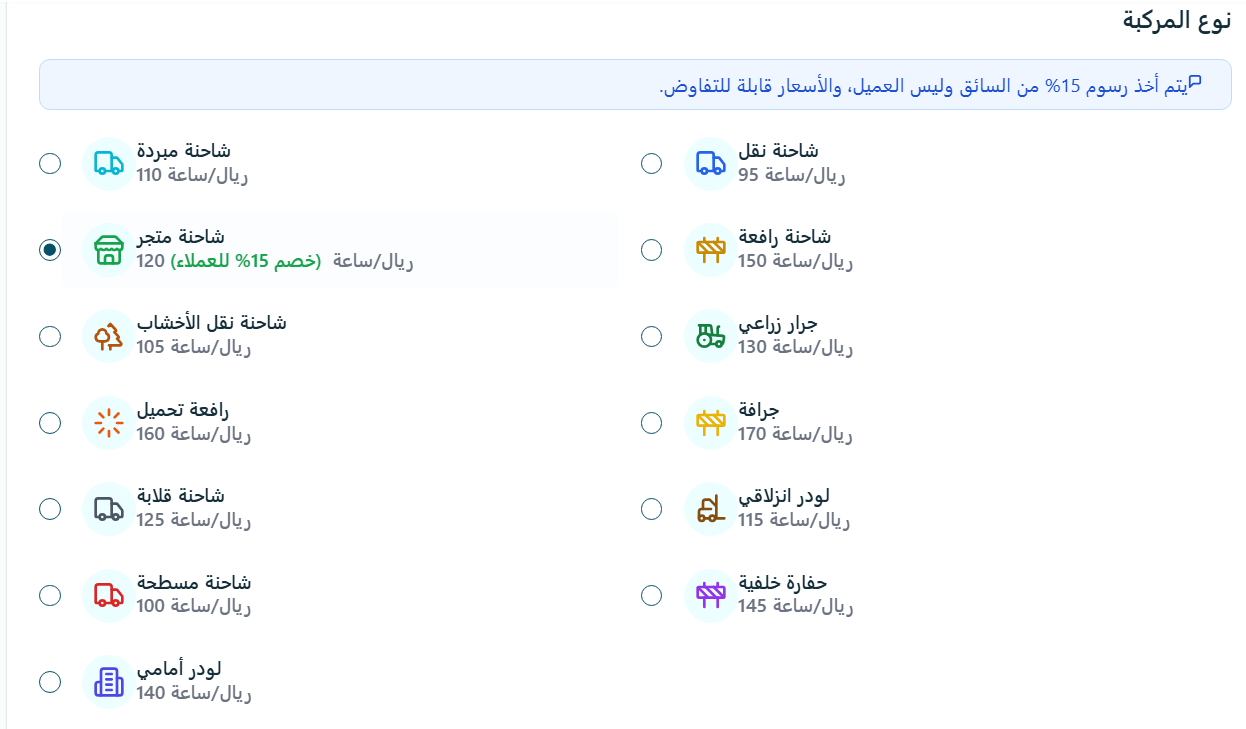 نوع المركبة
يتم أخذ رسوم 15% من السائق وليس العميل، والأسعار قابلة للتفاوض.
شاحنة نقل
95 ريال/ساعة
شاحنة مبردة
110 ريال/ساعة
شاحنة رافعة
150 ريال/ساعة
شاحنة متجر
120 (خصم 15% للعملاء) ريال/ساعة
جرار زراعي
130 ريال/ساعة
شاحنة نقل الأخشاب
105 ريال/ساعة
جرافة
170 ريال/ساعة
رافعة تحميل
160 ريال/ساعة
لودر انزلاقي
115 ريال/ساعة
شاحنة قلابة
125 ريال/ساعة
حفارة خلفية
145 ريال/ساعة
شاحنة مسطحة
100 ريال/ساعة
لودر أمامي
140 ريال/ساعة